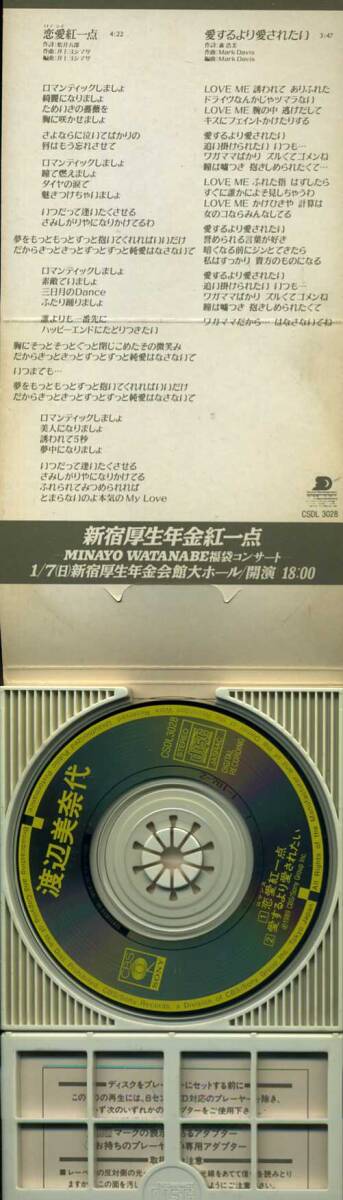 恋愛紅一点 4:22
作詞:松井五郎
作曲:井上ヨシマサ
編曲:井上ヨシマサ
ロマンティックしましょ
綺麗になりましょ
ためいきの薔薇を
胸に咲かせましょ
さよならに泣いてばかりの
唇はもう忘れさせて
ロマンティックしましょ
瞳で燃えましょ
ダイヤの涙で
魅きつけちゃいましょ
いつだって逢いたくさせる
さみしがりやになりかけてるわ
夢をもっともっとずっと抱いてくれればいいだけ
だからきっときっとずっとずっと純愛はなさないで
ロマンティックしましょ
素敵でいましょ
三日月のDance
ふたり踊りましょ
誰よりも一番先に
ハッピーエンドにたどりつきたい
胸にそっとそっとぐっと閉じこめたその微笑み
だからきっときっとずっとずっと純愛はなさないで
いつまでも…
夢をもっともっとずっと抱いてくれればいいだけ
だからきっときっとずっとずっと純愛はなさないで
ロマンティックしましょ
美人になりましょ
誘われて5秒
夢中になりましょ
いつだって逢いたくさせる
さみしがりやになりかけてる
ふれられてみつめられれば
とまらないのよ本気のMy Love
愛するより愛されたい 3:47
作詞:森 浩美
作曲:Mark Davis
編曲:Mark Davis
LOVE ME 誘われて ありふれた
ドライヴなんかじゃツマラない
LOVE ME 腕の中 逃げだして
キスにフェイントかけたりする
愛するより愛されたい
追い掛けられたい いつも…
ワガママばかり ズルくてゴメンね
瞳は嘘つき 抱きしめられたくて…
LOVE ME ふれた指 はずしたら
すぐに誰かによそ見しちゃうわ
LOVE ME かけひきや 計算は
女のコならみんなしてる
愛するより愛されたい
誉められる言葉が好き
暗くなる前にジンとできたら
私はすっかり 貴方のものになる
愛するより愛されたい
追い掛けられたい いつも…
ワガママばかり ズルくてゴメンね
瞳は嘘つき 抱きしめられたくて…
ワガママだから… はなさないでね
CSDL 3028
新宿厚生年金紅一点
MINAYO WATANABE福袋コンサート
1/7(日)新宿厚生年金会館大ホール/開演 18:00
渡辺美奈代
CSDL3028
STEREO
DIGITAL RECORDING
1 恋愛紅一点
2 愛するより愛されたい
CBS SONY
ディスクをプレーヤーにセットする前に